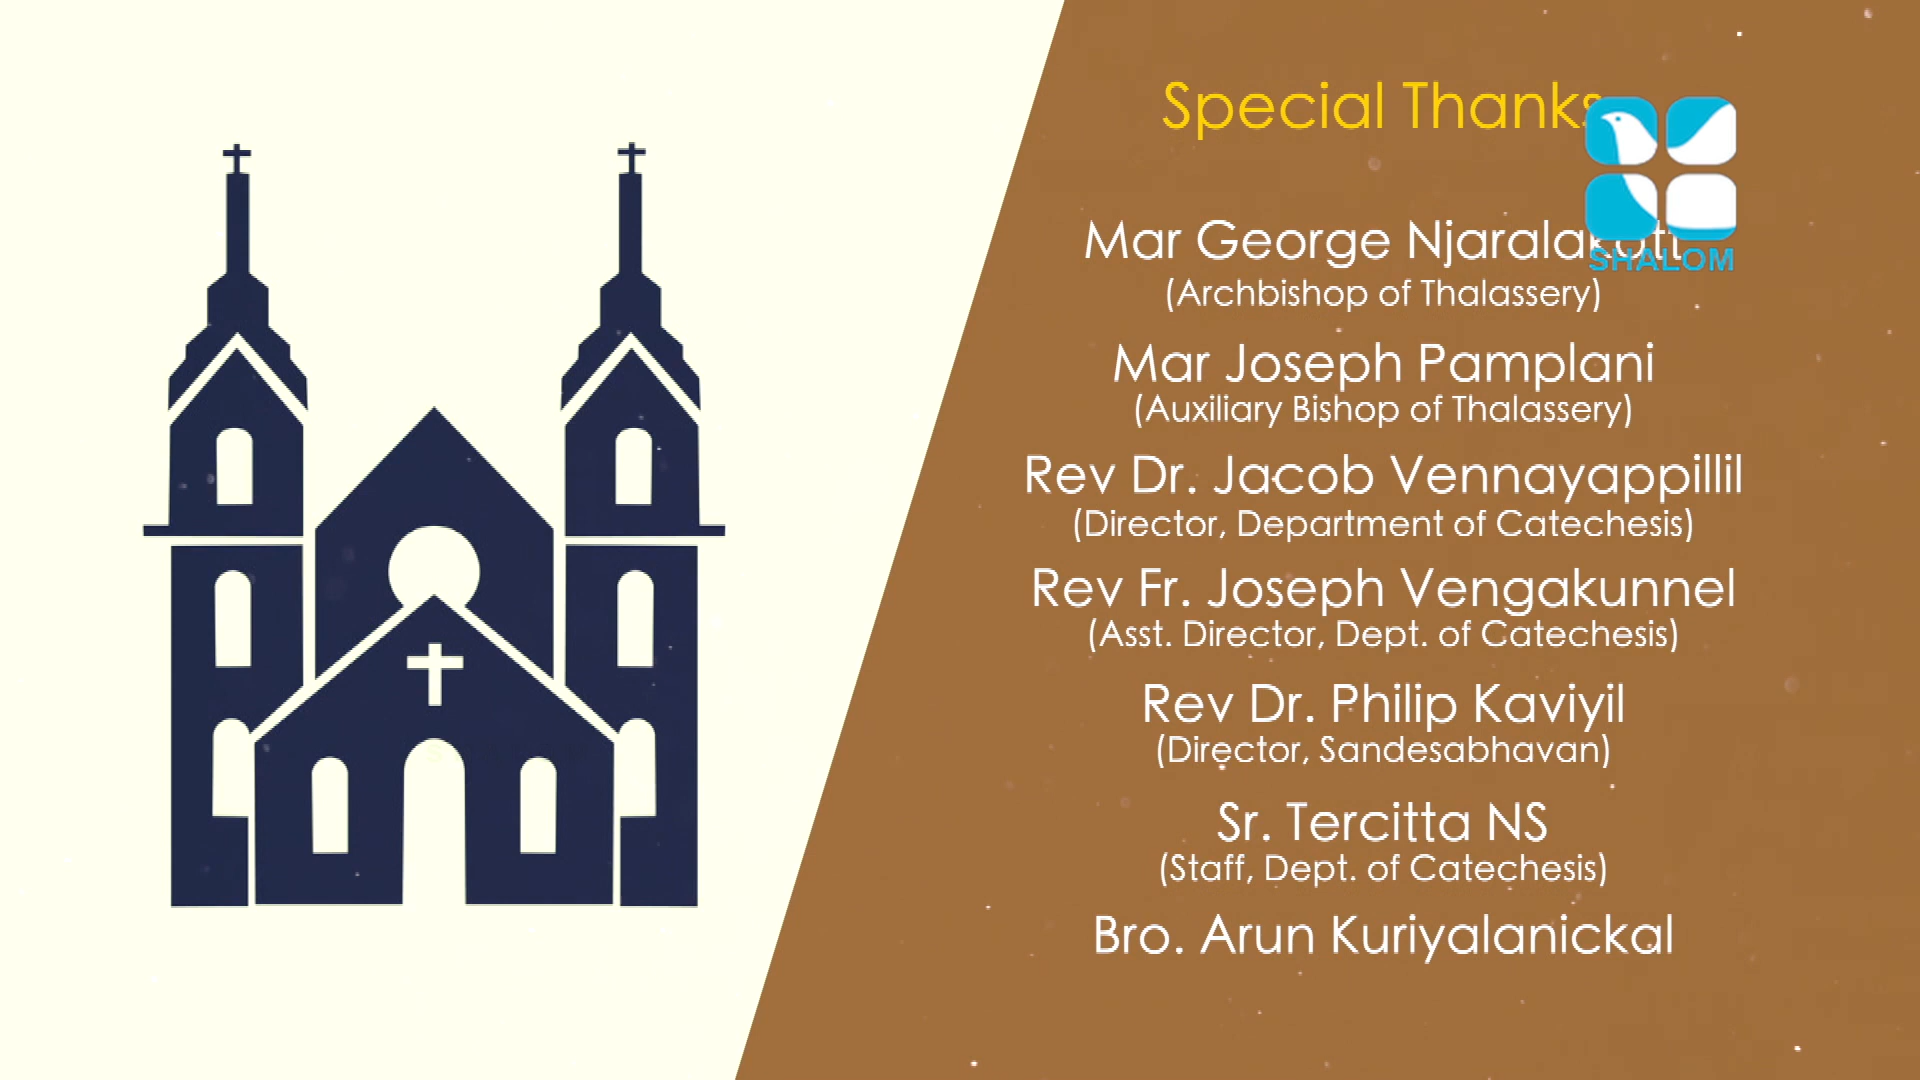 Special Thanks
Mar George Njaralakott
(Archbishop of Thalassery)
Mar Joseph Pamplani
(Auxiliary Bishop of Thalassery)
Rev Dr. Jacob Vennayappillil
(Director, Department of Catechesis)
Rev Fr. Joseph Vengakunnel
(Asst. Director, Dept. of Catechesis)
Rev Dr. Philip Kaviyil
(Director, Sandesabhavan)
Sr. Tercitta NS
(Staff, Dept. of Catechesis)
Bro. Arun Kuriyalanickal
SHALOM